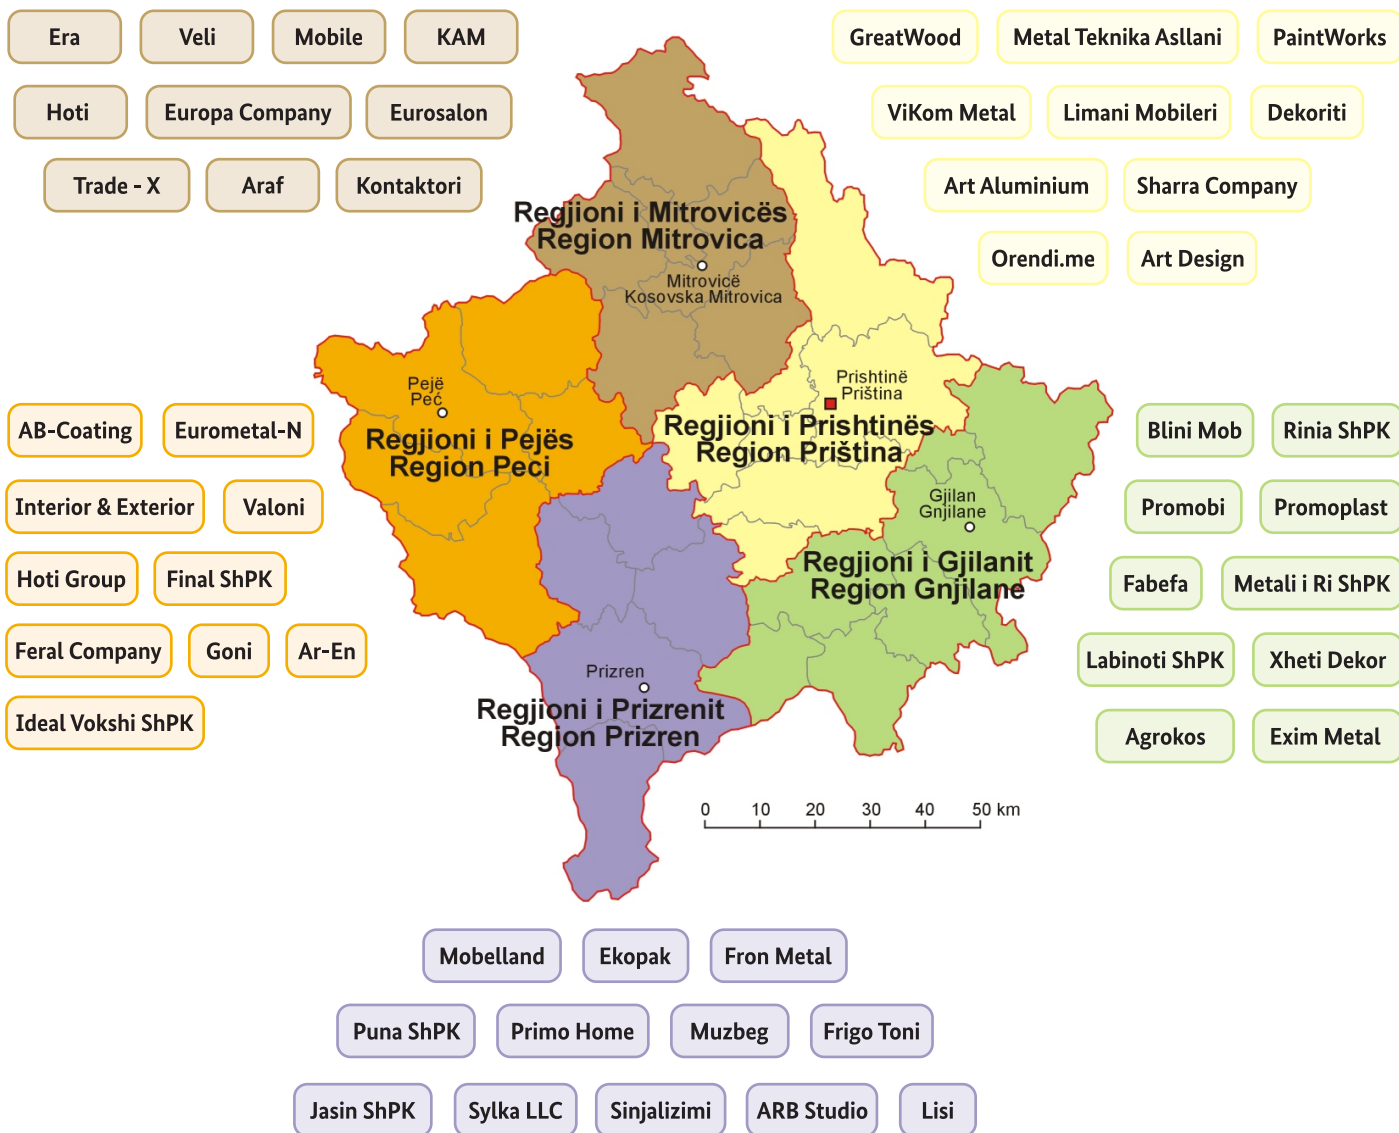 Era
Veli
Mobile
KAM
Hoti
Europa Company
Eurosalon
Trade - X
Araf
Kontaktori
GreatWood
Metal Teknika Asllani
PaintWorks
ViKom Metal
Limani Mobileri
Dekoriti
Art Aluminium
Sharra Company
Orendi.me
Art Design
Regjioni i Mitrovicës
Region Mitrovica
Mitrovicë
Kosovska Mitrovica
Pejë
Peć
Regjioni i Pejës
Region Peci
Prishtinë
Priština
Regjioni i Prishtinës
Region Priština
Gjilan
Gnjilane
Regjioni i Gjilanit
Region Gnjilane
Prizren
Regjioni i Prizrenit
Region Prizren
AB-Coating
Eurometal-N
Interior & Exterior
Valoni
Hoti Group
Final ShPK
Feral Company
Goni
Ar-En
Ideal Vokshi ShPK
Blini Mob
Rinia ShPK
Promobi
Promoplast
Fabefa
Metali i Ri ShPK
Labinoti ShPK
Xheti Dekor
Agrokos
Exim Metal
0 10 20 30 40 50 km
Mobelland
Ekopak
Fron Metal
Puna ShPK
Primo Home
Muzbeg
Frigo Toni
Jasin ShPK
Sylka LLC
Sinjalizimi
ARB Studio
Lisi